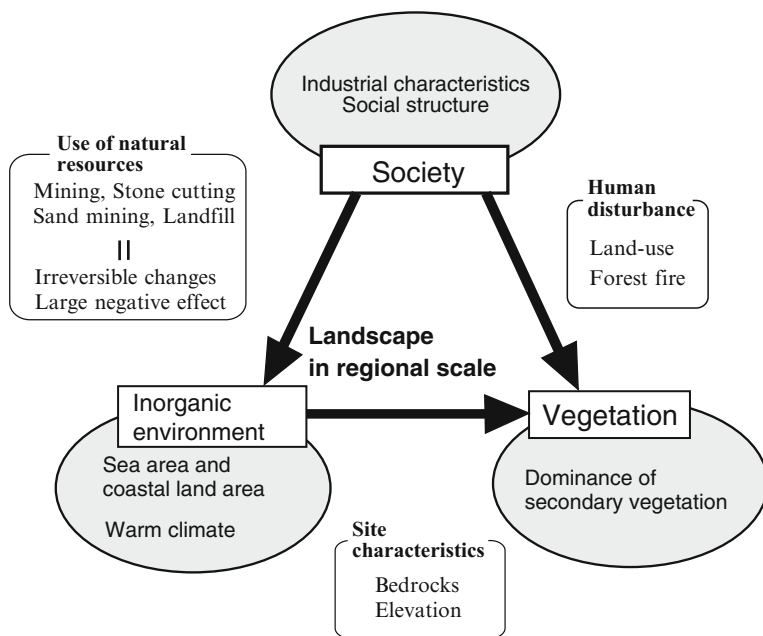 Industrial characteristics
Social structure
Society
Use of natural
resources
Mining, Stone cutting
Sand mining, Landfill
=
Irreversible changes
Large negative effect
Human
disturbance
Land-use
Forest fire
Landscape
in regional scale
Inorganic
environment
Sea area and
coastal land area
Warm climate
Vegetation
Dominance of
secondary vegetation
Site
characteristics
Bedrocks
Elevation